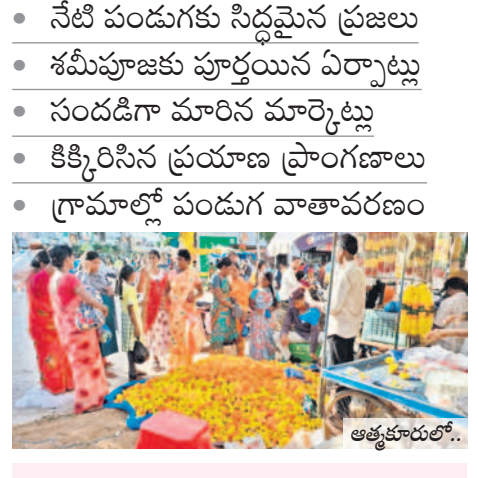 • నేటి పండుగకు సిద్ధమైన ప్రజలు
• శమీపూజకు పూర్తయిన ఏర్పాట్లు
• సందడిగా మారిన మార్కెట్లు
• కిక్కిరిసిన ప్రయాణ ప్రాంగణాలు
• గ్రామాల్లో పండుగ వాతావరణం
ఆత్మకూరులో..